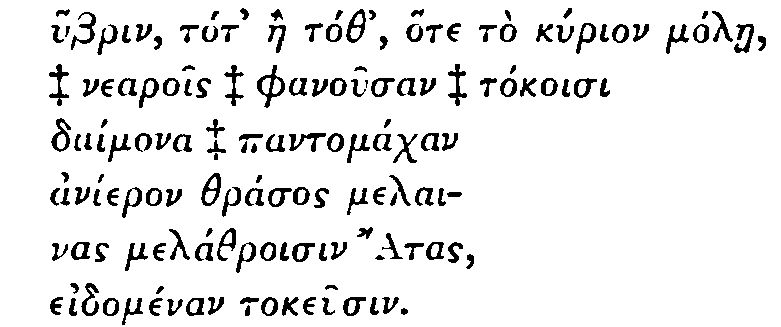 ὕβριν, τότ' ἢ τόθ', ὅτε τὸ κύριον μόλῃ,
‡ νεαροῖς ‡ φανοῦσαν ‡ τόκοισι
δαίμονα ‡ παντομάχαν
ἀνίερον θράσος μελαι-
νας μελάθροισιν Ἄτας,
εἰδομέναν τοκεῦσιν.